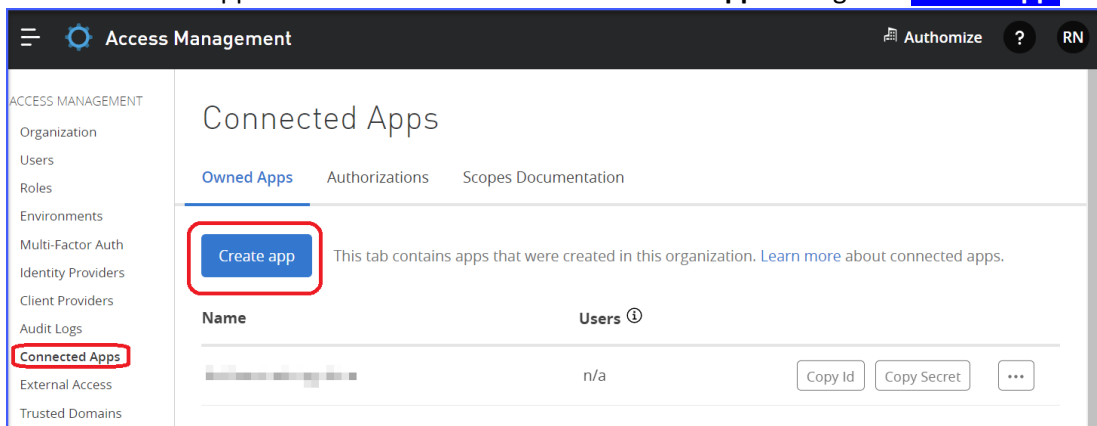 Access Management
Authomize ? RN
ACCESS MANAGEMENT
Organization
Users
Roles
Environments
Multi-Factor Auth
Identity Providers
Client Providers
Audit Logs
Connected Apps
External Access
Trusted Domains
Connected Apps
Owned Apps Authorizations Scopes Documentation
Create app This tab contains apps that were created in this organization. Learn more about connected apps.
Name Users
n/a Copy Id Copy Secret ...